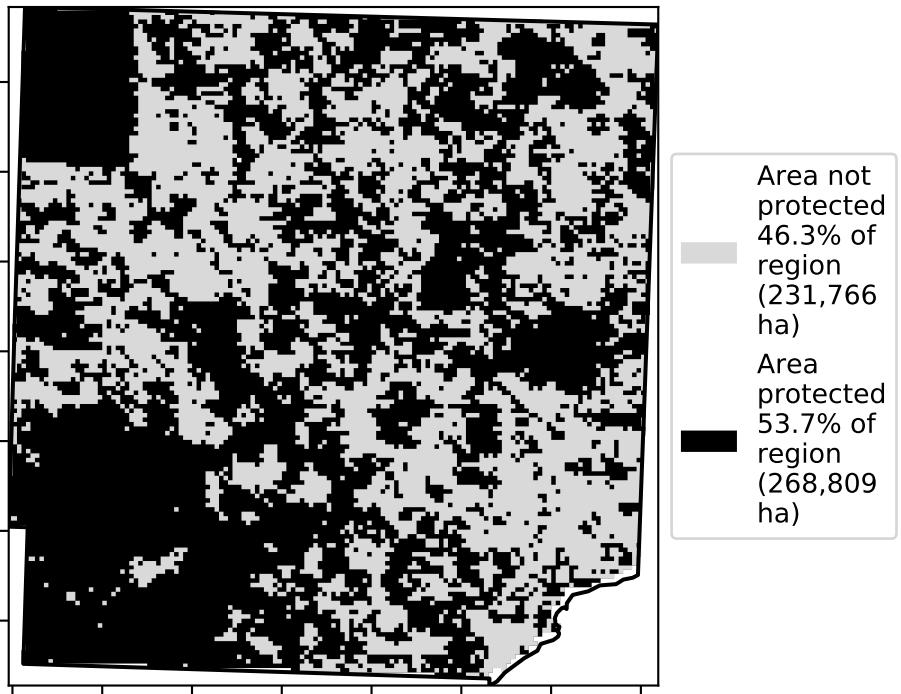 Area not
protected
46.3% of
region
(231,766
ha)
Area
protected
53.7% of
region
(268,809
ha)